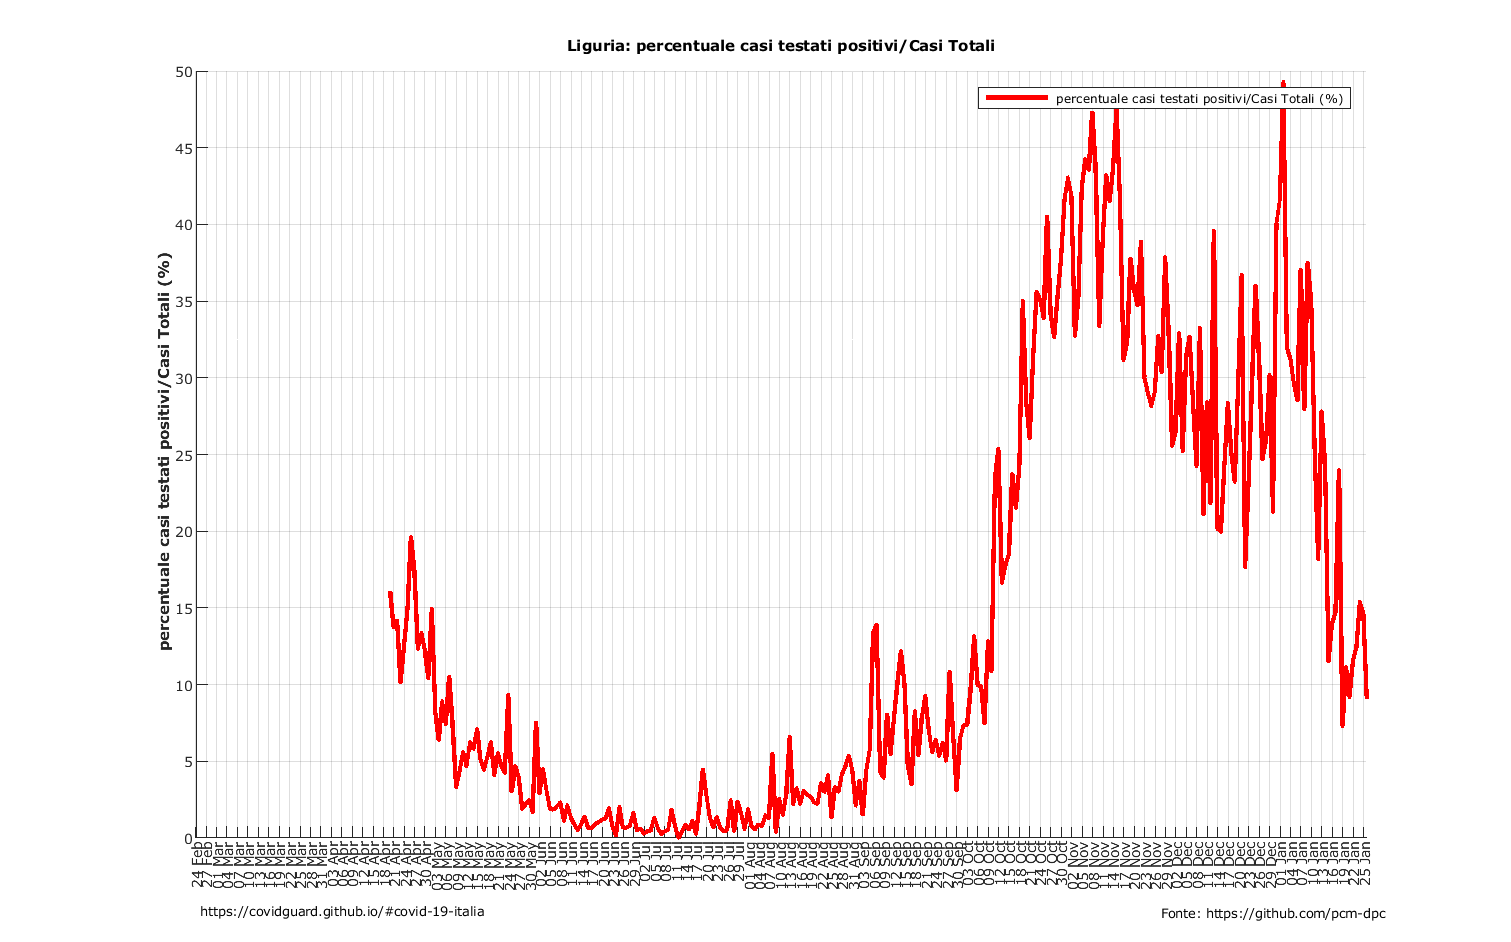 Liguria: percentuale casi testati positivi/Casi Totali
percentuale casi testati positivi/Casi Totali (%)
percentuale casi testati positivi/Casi Totali (%)
50
45
40
35
30
25
20
15
10
5
0
24 Feb
27 Feb
01 Mar
04 Mar
07 Mar
10 Mar
13 Mar
16 Mar
19 Mar
22 Mar
25 Mar
28 Mar
31 Mar
03 Apr
06 Apr
09 Apr
12 Apr
15 Apr
18 Apr
21 Apr
24 Apr
27 Apr
30 Apr
03 May
06 May
09 May
12 May
15 May
18 May
21 May
24 May
27 May
30 May
02 Jun
05 Jun
08 Jun
11 Jun
14 Jun
17 Jun
20 Jun
23 Jun
26 Jun
29 Jun
02 Jul
05 Jul
08 Jul
11 Jul
14 Jul
17 Jul
20 Jul
23 Jul
26 Jul
29 Jul
01 Aug
04 Aug
07 Aug
10 Aug
13 Aug
16 Aug
19 Aug
22 Aug
25 Aug
28 Aug
31 Aug
03 Sep
06 Sep
09 Sep
12 Sep
15 Sep
18 Sep
21 Sep
24 Sep
27 Sep
30 Sep
03 Oct
06 Oct
09 Oct
12 Oct
15 Oct
18 Oct
21 Oct
24 Oct
27 Oct
30 Oct
02 Nov
05 Nov
08 Nov
11 Nov
14 Nov
17 Nov
20 Nov
23 Nov
26 Nov
29 Nov
02 Dec
05 Dec
08 Dec
11 Dec
14 Dec
17 Dec
20 Dec
23 Dec
26 Dec
29 Dec
01 Jan
04 Jan
07 Jan
10 Jan
13 Jan
16 Jan
19 Jan
22 Jan
25 Jan
https://covidguard.github.io/#covid-19-italia
Fonte: https://github.com/pcm-dpc